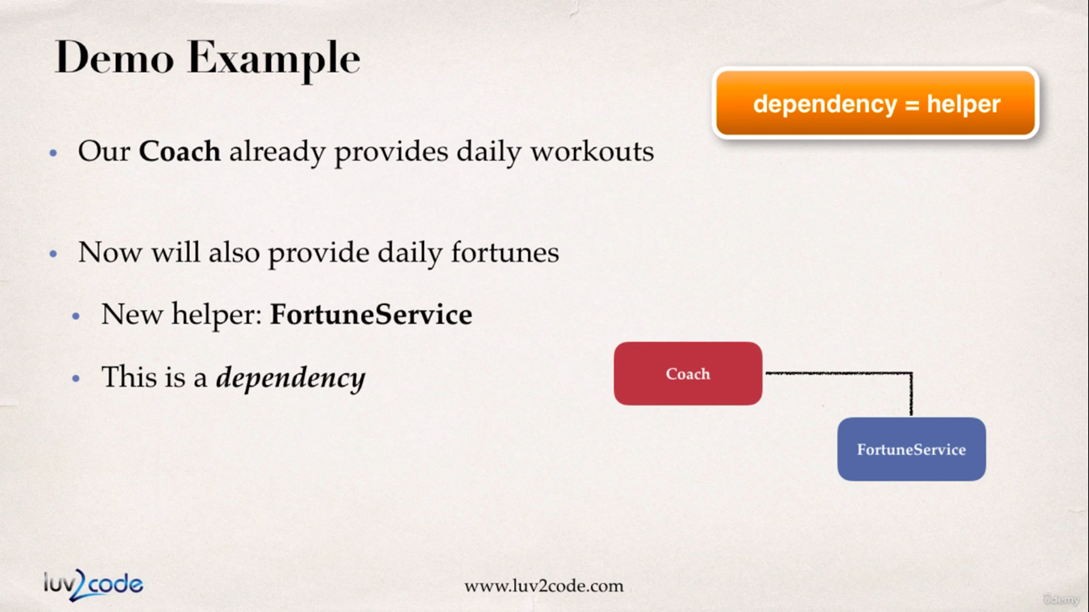 Demo Example
dependency = helper
• Our Coach already provides daily workouts
• Now will also provide daily fortunes
• New helper: FortuneService
• This is a dependency
Coach
FortuneService
luv2code
www.luv2code.com
ûdemy